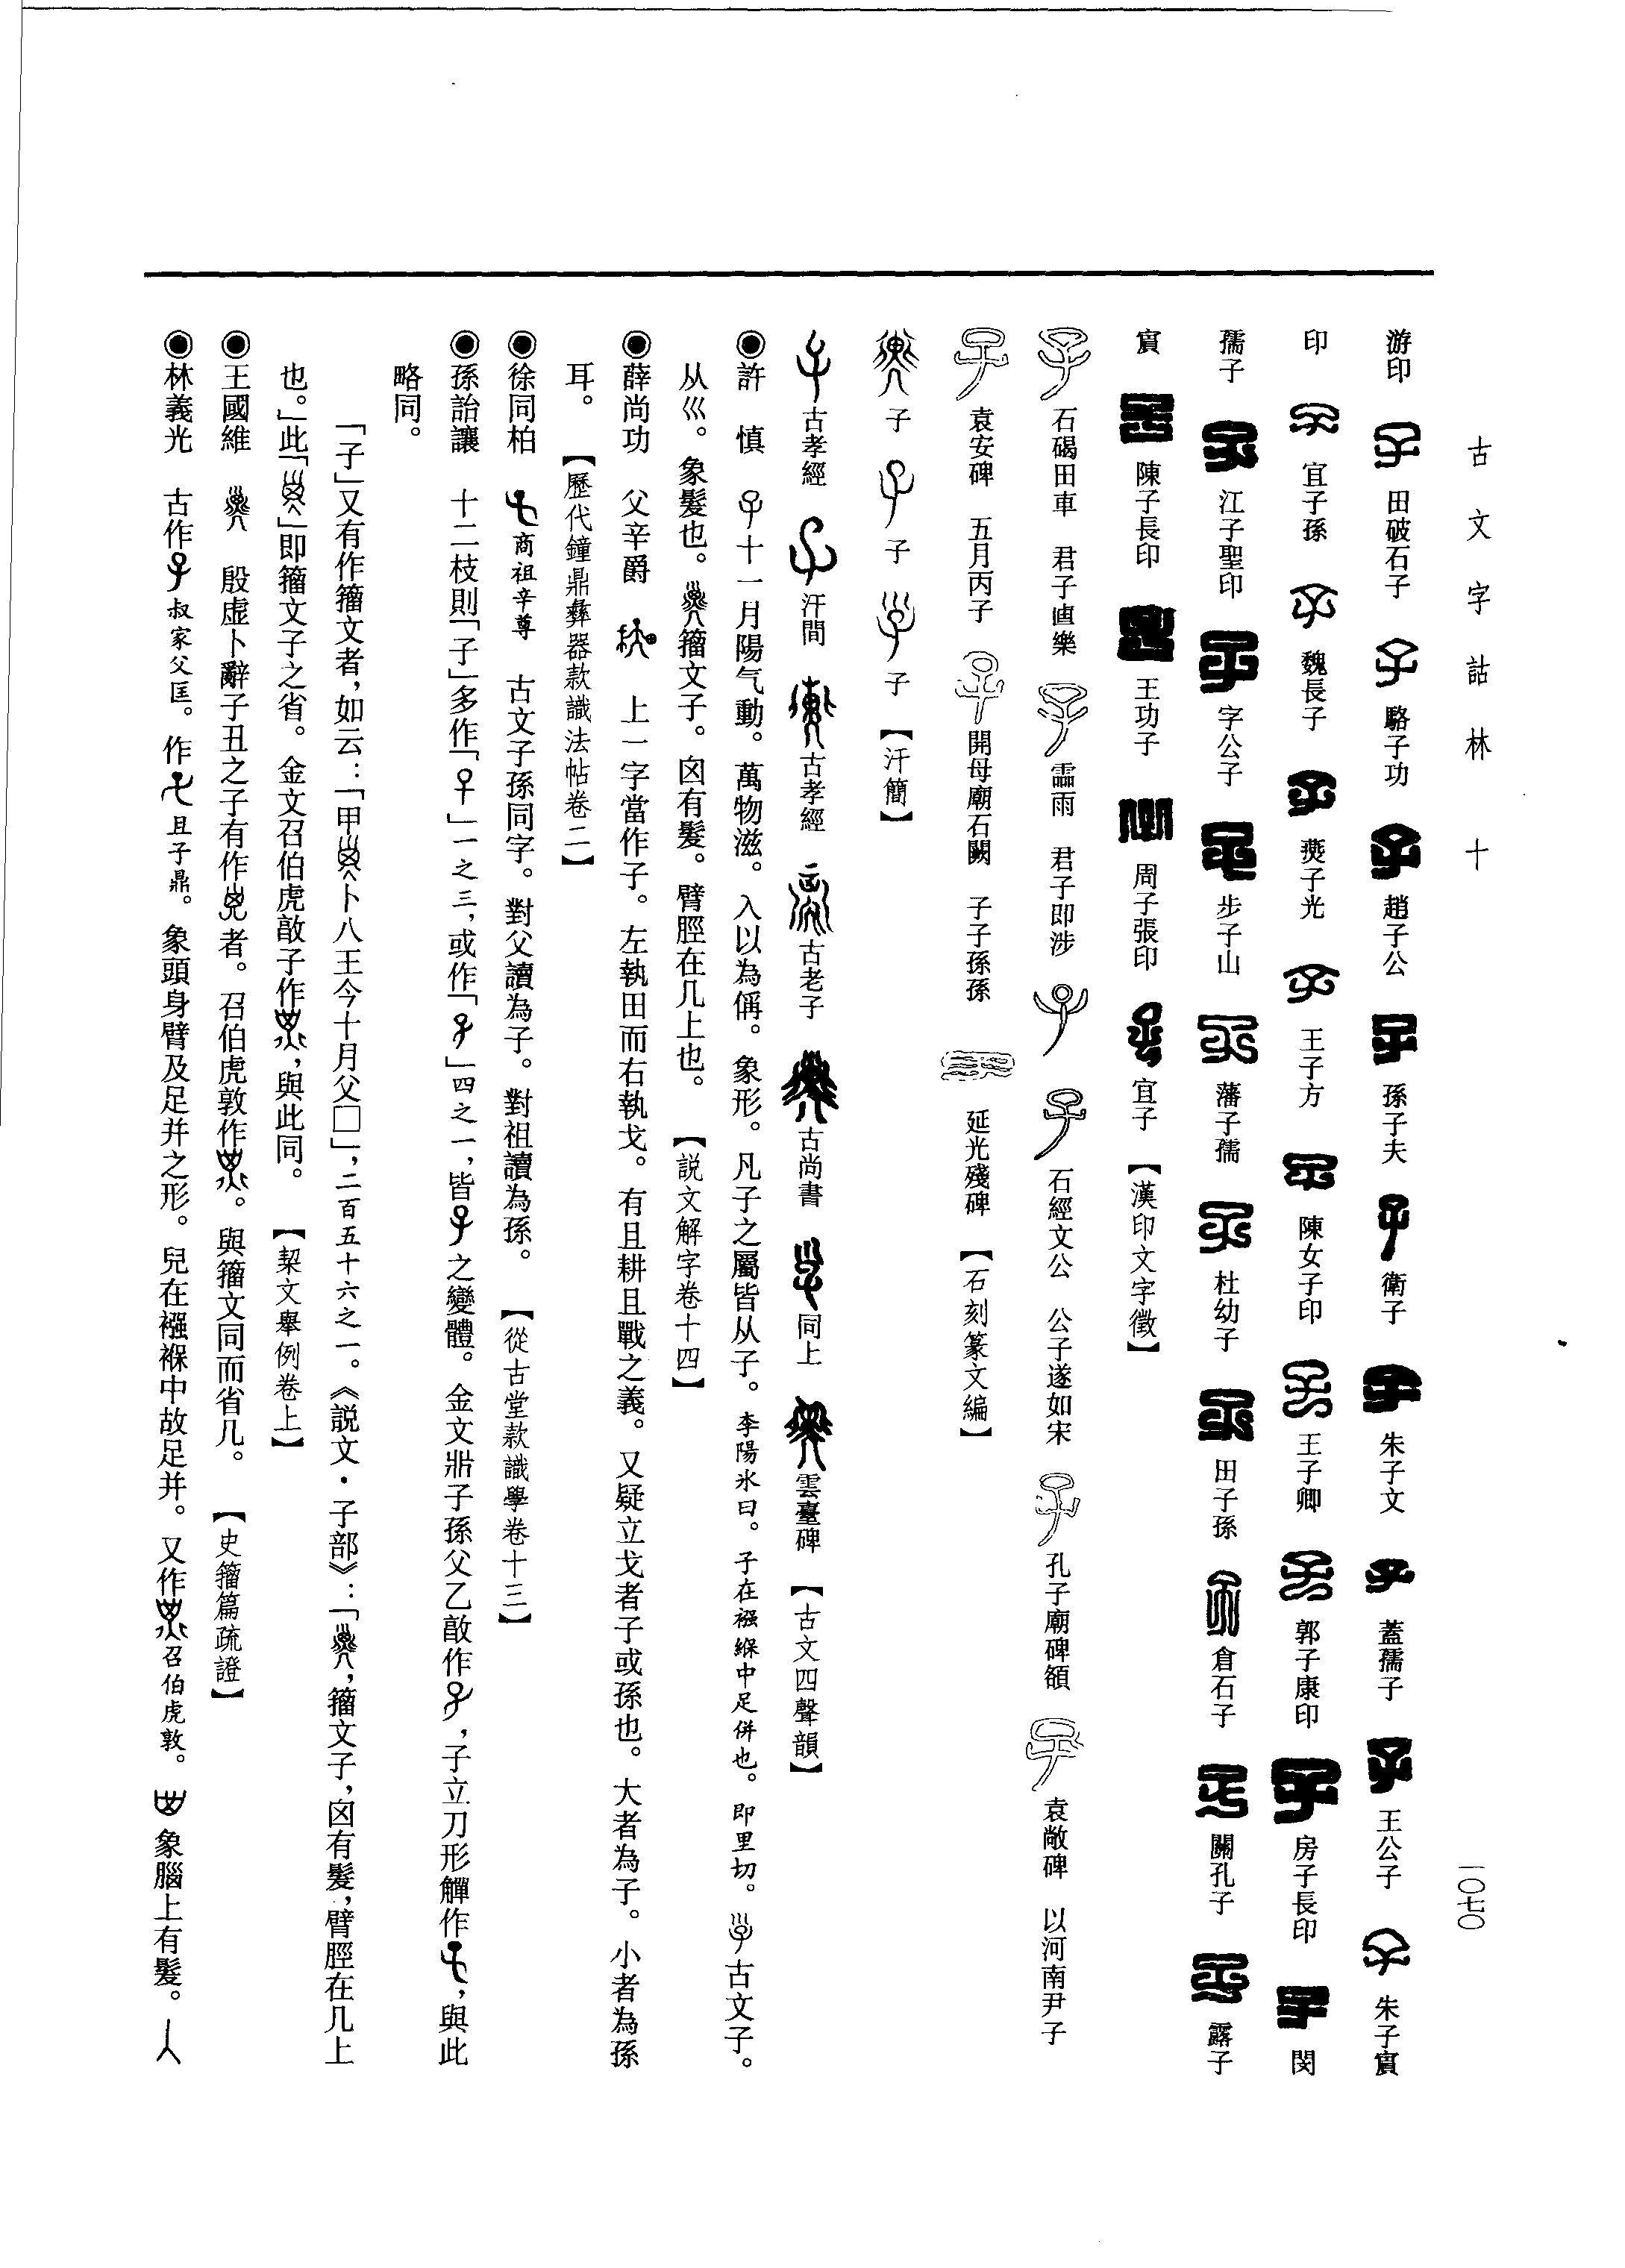 古文字詁林 十
一〇七〇
游印 田破石子 駱子功 趙子公 孫子夫 衛子 朱子文 蓋孺子 王公子 朱子賓
印 宜子孫 魏長子 子光 王子方 陳女子印 王子卿 郭子康印 房子長印 閔
孺子 江子聖印 字公子 步子山 藩子孺 杜幼子 田子孫 倉石子 關孔子 露子
賓 陳子長印 王功子 周子張印 宜子 【漢印文字徵】
石碣田車 君子逌樂 霝雨 君子即涉 石經文公 公子遂如宋 孔子廟碑額 袁敞碑 以河南尹子
袁安碑 五月丙子 開母廟石闕 子子孫孫 延光殘碑 【石刻篆文編】
子 子 子 【汗簡】
古孝經 汗間 古孝經 古老子 古尚書 同上 雲臺碑 【古文四聲韻】
◉許 慎 十一月陽气動。萬物滋。入以為偁。象形。凡子之屬皆从子。李陽氷曰。子在襁緥中足併也。即里切。古文子。
从巛。象髮也。籀文子。囟有髮。臂脛在几上也。 【説文解字卷十四】
◉薛尚功 父辛爵 上一字當作子。左執田而右執戈。有且耕且戰之義。又疑立戈者子或孫也。大者為子。小者為孫
耳。 【歷代鐘鼎彝器款識法帖卷二】
◉徐同柏 商祖辛尊 古文子孫同字。對父讀為子。對祖讀為孫。 【從古堂款識學卷十三】
◉孫詒讓 十二枝則「子」多作「」一之三,或作「」四之一,皆之變體。金文鼡子孫父乙敢作,子立刀形觶作,與此
略同。
「子」又有作籀文者,如云:「甲卜八王今十月父□」,二百五十六之一。《説文・子部》:「,籀文子,囟有髮,臂脛在几上
也。」此「」即籀文子之省。金文召伯虎敢子作,與此同。 【栔文舉例卷上】
◉王國維 殷虛卜辭子丑之子有作者。召伯虎敦作。與籀文同而省几。 【史籀篇疏證】
◉林義光 古作叔家父匡。作且子鼎。象頭身臂及足并之形。兒在襁褓中故足并。又作召伯虎敦。象腦上有髮。